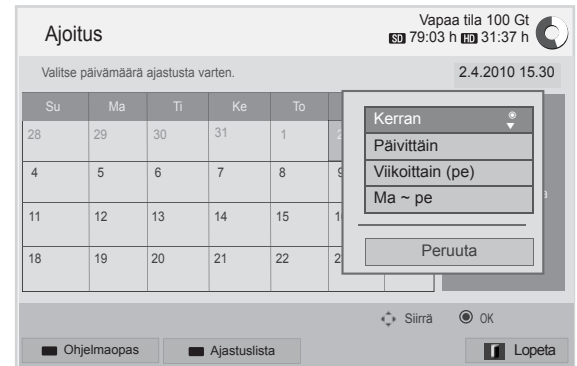 Ajoitus
Vapaa tila 100 Gt
SD 79:03 h HD 31:37 h
Valitse päivämäärä ajastusta varten.
2.4.2010 15.30
Su Ma Ti Ke To
28 29 30 31 1 2
4 5 6 7 8 9
11 12 13 14 15
18 19 20 21 22
Kerran
Päivittäin
Viikoittain (pe)
Ma ~ pe
Peruuta
Siirrä OK
Ohjelmaopas Ajastuslista Lopeta